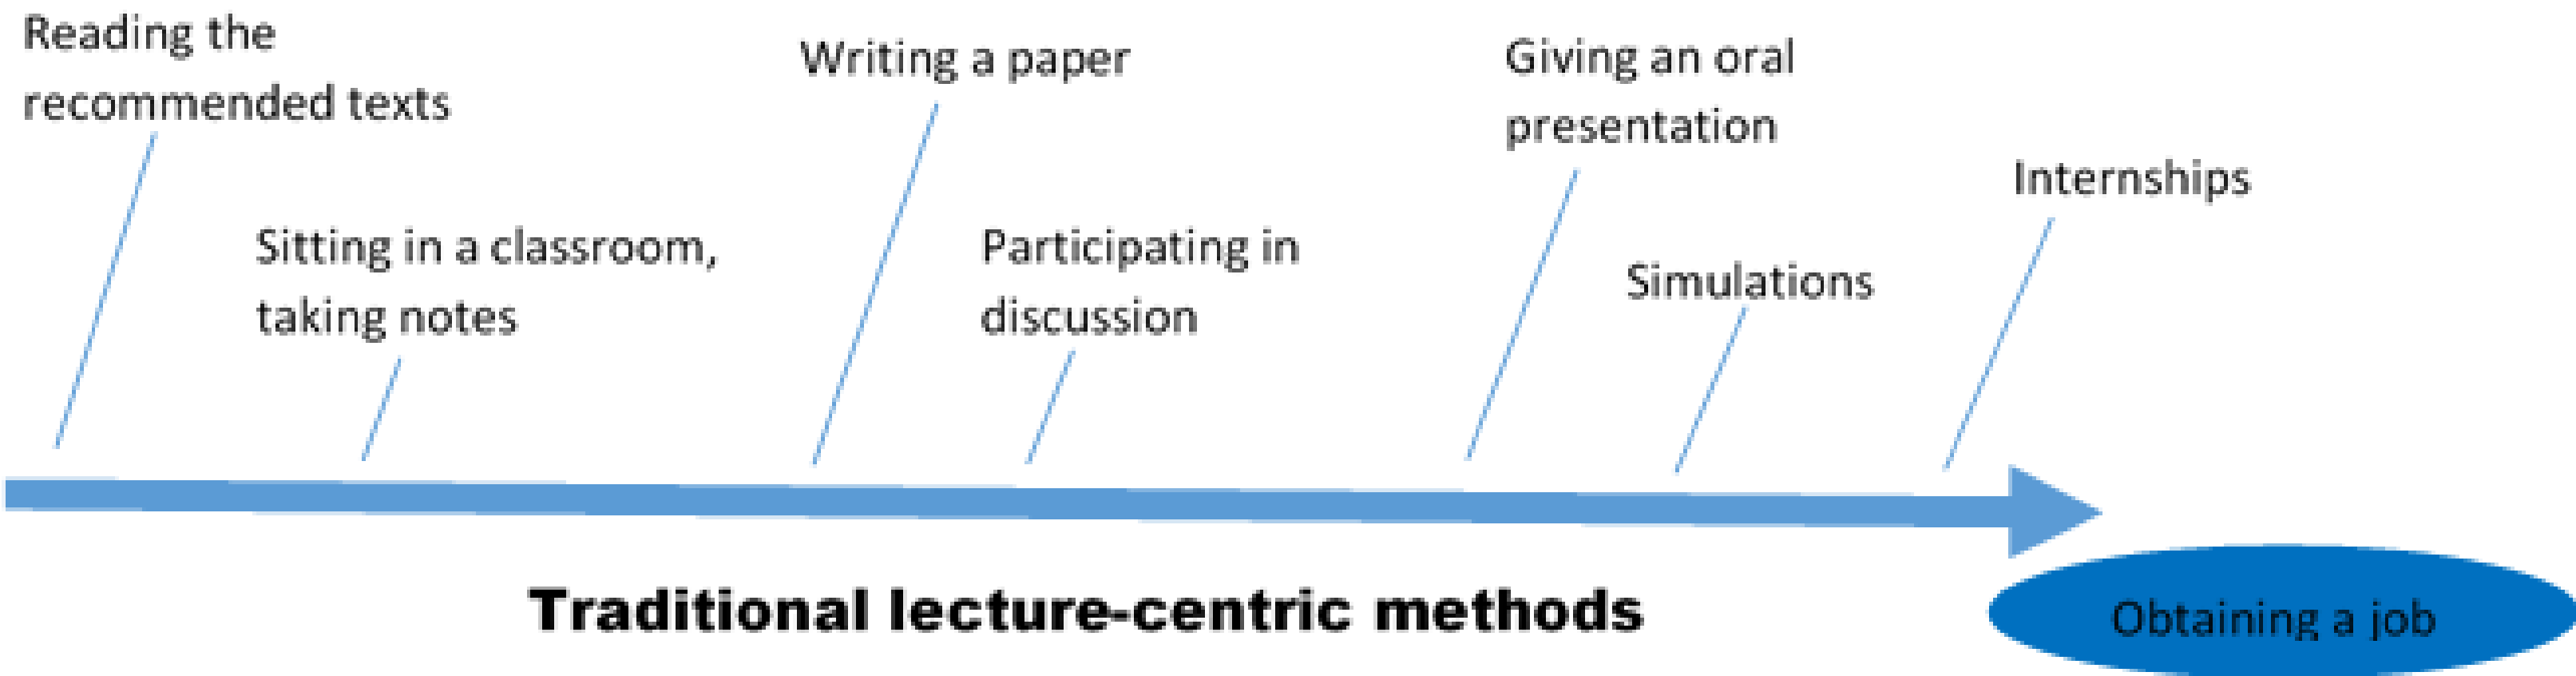 Reading the
recommended texts
Sitting in a classroom,
taking notes
Writing a paper
Participating in
discussion
Giving an oral
presentation
Simulations
Internships
Traditional lecture-centric methods
Obtaining a job